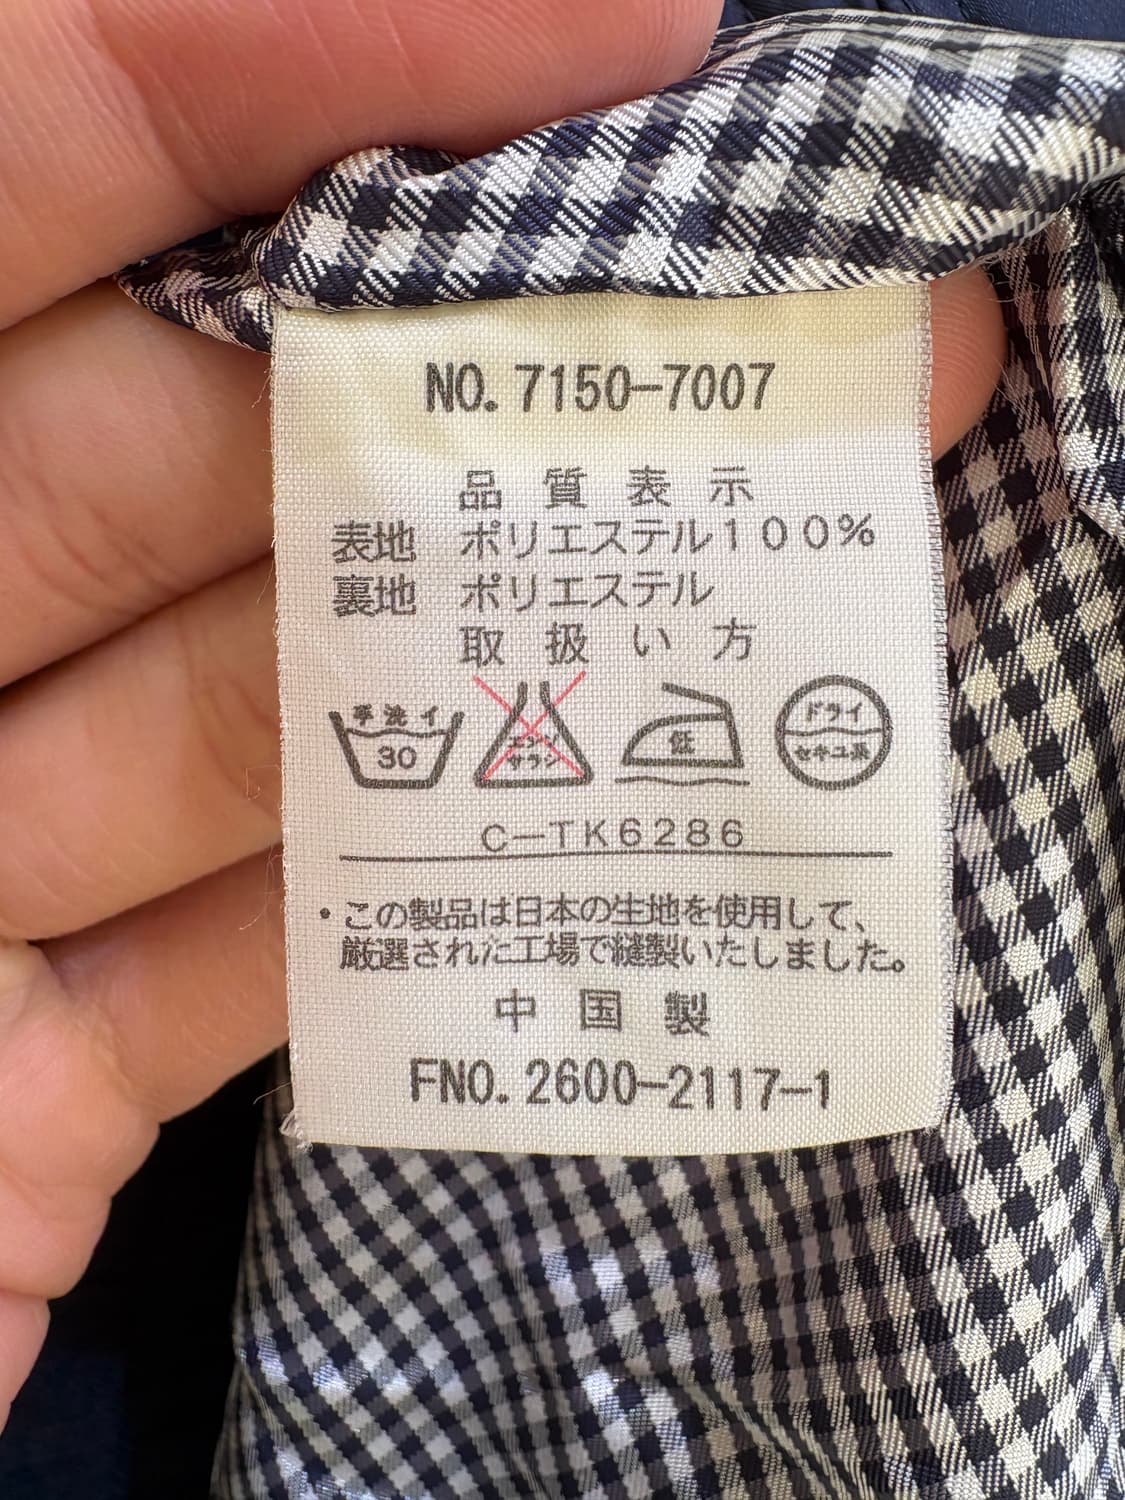 NO. 7150-7007
品質表示
表地 ポリエステル100%
裏地 ポリエステル
取扱い方
手洗イ 30
エンソ サラシ
低
ドライ セキユ系
C-TK6286
・この製品は日本の生地を使用して、
厳選された工場で縫製いたしました。
中国製
FNO. 2600-2117-1